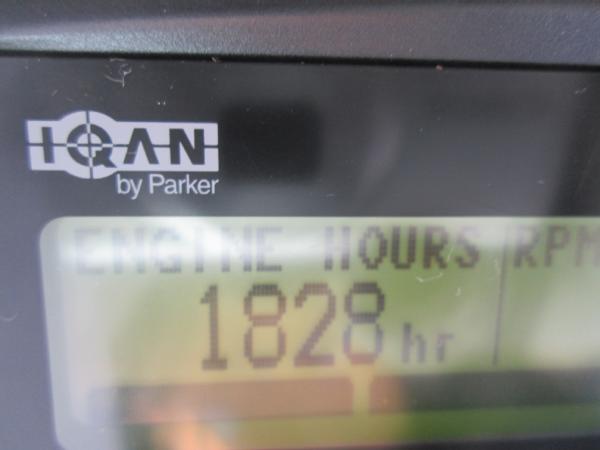 IQAN
by Parker
ENGINE HOURS RPM
1828 hr